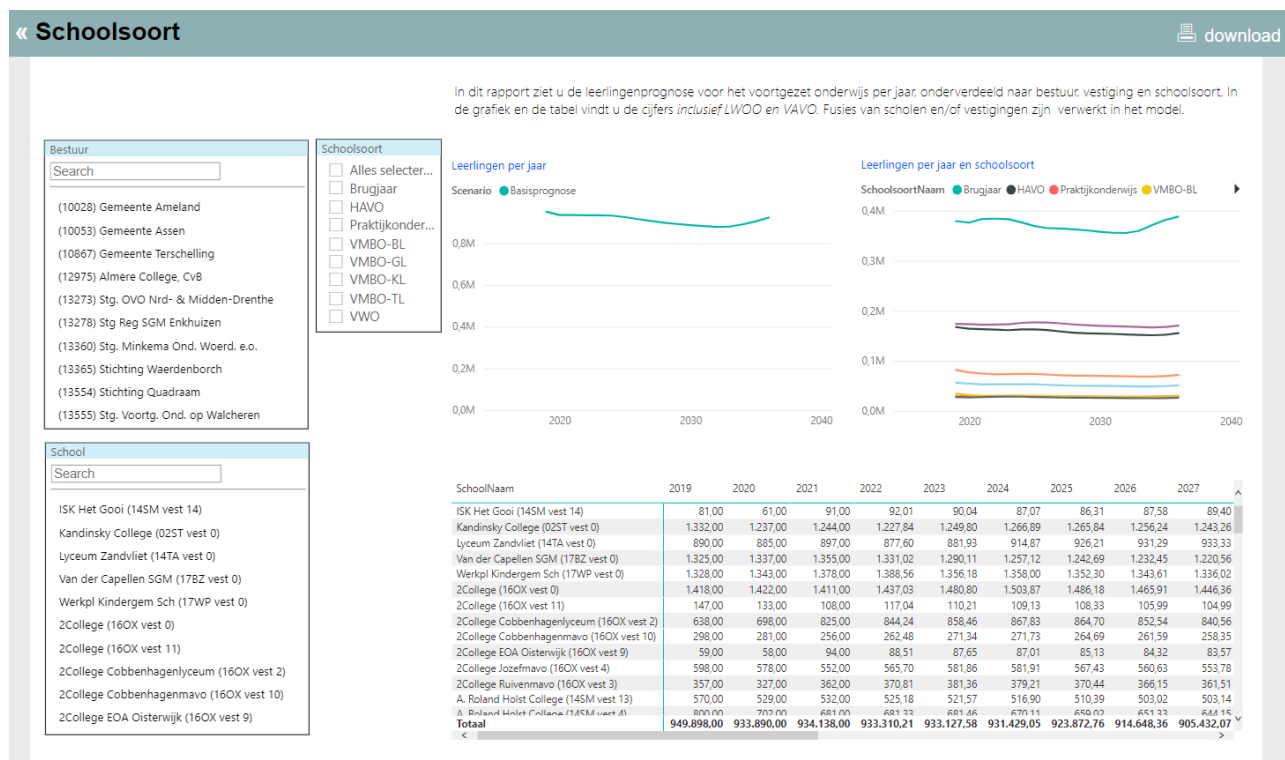 « Schoolsoort
download
In dit rapport ziet u de leerlingenprognose voor het voortgezet onderwijs per jaar, onderverdeeld naar bestuur, vestiging en schoolsoort. In
de grafiek en de tabel vindt u de cijfers inclusief LWOO en VAVO. Fusies van scholen en/of vestigingen zijn verwerkt in het model.
Bestuur
Search
(10028) Gemeente Ameland
(10053) Gemeente Assen
(10867) Gemeente Terschelling
(12975) Almere College, CvB
(13273) Stg. OVO Nrd- & Midden-Drenthe
(13278) Stg Reg SGM Enkhuizen
(13360) Stg. Minkema Ond. Woerd. e.o.
(13365) Stichting Waerdenborch
(13554) Stichting Quadraam
(13555) Stg. Voortg. Ond. op Walcheren
Schoolsoort
Alles selecter...
Brugjaar
HAVO
Praktijkonder...
VMBO-BL
VMBO-GL
VMBO-KL
VMBO-TL
VWO
Leerlingen per jaar
Scenario Basisprognose
0,8M
0,6M
0,4M
0,2M
0,0M
2020 2030 2040
Leerlingen per jaar en schoolsoort
SchoolsoortNaam Brugjaar HAVO Praktijkonderwijs VMBO-BL
0,4M
0,3M
0,2M
0,1M
0,0M
2020 2030 2040
School
Search
ISK Het Gooi (14SM vest 14)
Kandinsky College (02ST vest 0)
Lyceum Zandvliet (14TA vest 0)
Van der Capellen SGM (17BZ vest 0)
Werkpl Kindergem Sch (17WP vest 0)
2College (16OX vest 0)
2College (16OX vest 11)
2College Cobbenhagenlyceum (16OX vest 2)
2College Cobbenhagenmavo (16OX vest 10)
2College EOA Oisterwijk (16OX vest 9)
SchoolNaam 2019 2020 2021 2022 2023 2024 2025 2026 2027
ISK Het Gooi (14SM vest 14) 81,00 61,00 91,00 92,01 90,04 87,07 86,31 87,58 89,40
Kandinsky College (02ST vest 0) 1.332,00 1.237,00 1.244,00 1.227,84 1.249,80 1.266,89 1.265,84 1.256,24 1.243,26
Lyceum Zandvliet (14TA vest 0) 890,00 885,00 897,00 877,60 881,93 914,87 926,21 931,29 933,33
Van der Capellen SGM (17BZ vest 0) 1.325,00 1.337,00 1.355,00 1.331,02 1.290,11 1.257,12 1.242,69 1.232,45 1.220,56
Werkpl Kindergem Sch (17WP vest 0) 1.328,00 1.343,00 1.378,00 1.388,56 1.356,18 1.358,00 1.352,30 1.343,61 1.336,02
2College (16OX vest 0) 1.418,00 1.422,00 1.411,00 1.437,03 1.480,80 1.503,87 1.486,18 1.465,91 1.446,36
2College (16OX vest 11) 147,00 133,00 108,00 117,04 110,21 109,13 108,33 105,99 104,99
2College Cobbenhagenlyceum (16OX vest 2) 638,00 698,00 825,00 844,24 858,46 867,83 864,70 852,54 840,56
2College Cobbenhagenmavo (16OX vest 10) 298,00 281,00 256,00 262,48 271,34 271,73 264,69 261,59 258,35
2College EOA Oisterwijk (16OX vest 9) 59,00 58,00 94,00 88,51 87,65 87,01 85,13 84,32 83,57
2College Jozefmavo (16OX vest 4) 598,00 578,00 552,00 565,70 581,86 581,91 567,43 560,63 553,78
2College Ruivenmavo (16OX vest 3) 357,00 327,00 362,00 370,81 381,36 379,21 370,44 366,15 361,51
A. Roland Holst College (14SM vest 13) 570,00 529,00 532,00 525,18 521,57 516,90 510,39 503,02 503,14
A. Roland Holst College (14SM vest 4) 800,00 702,00 681,00 681,33 681,46 670,11 659,02 651,33 644,15
Totaal 949.898,00 933.890,00 934.138,00 933.310,21 933.127,58 931.429,05 923.872,76 914.648,36 905.432,07